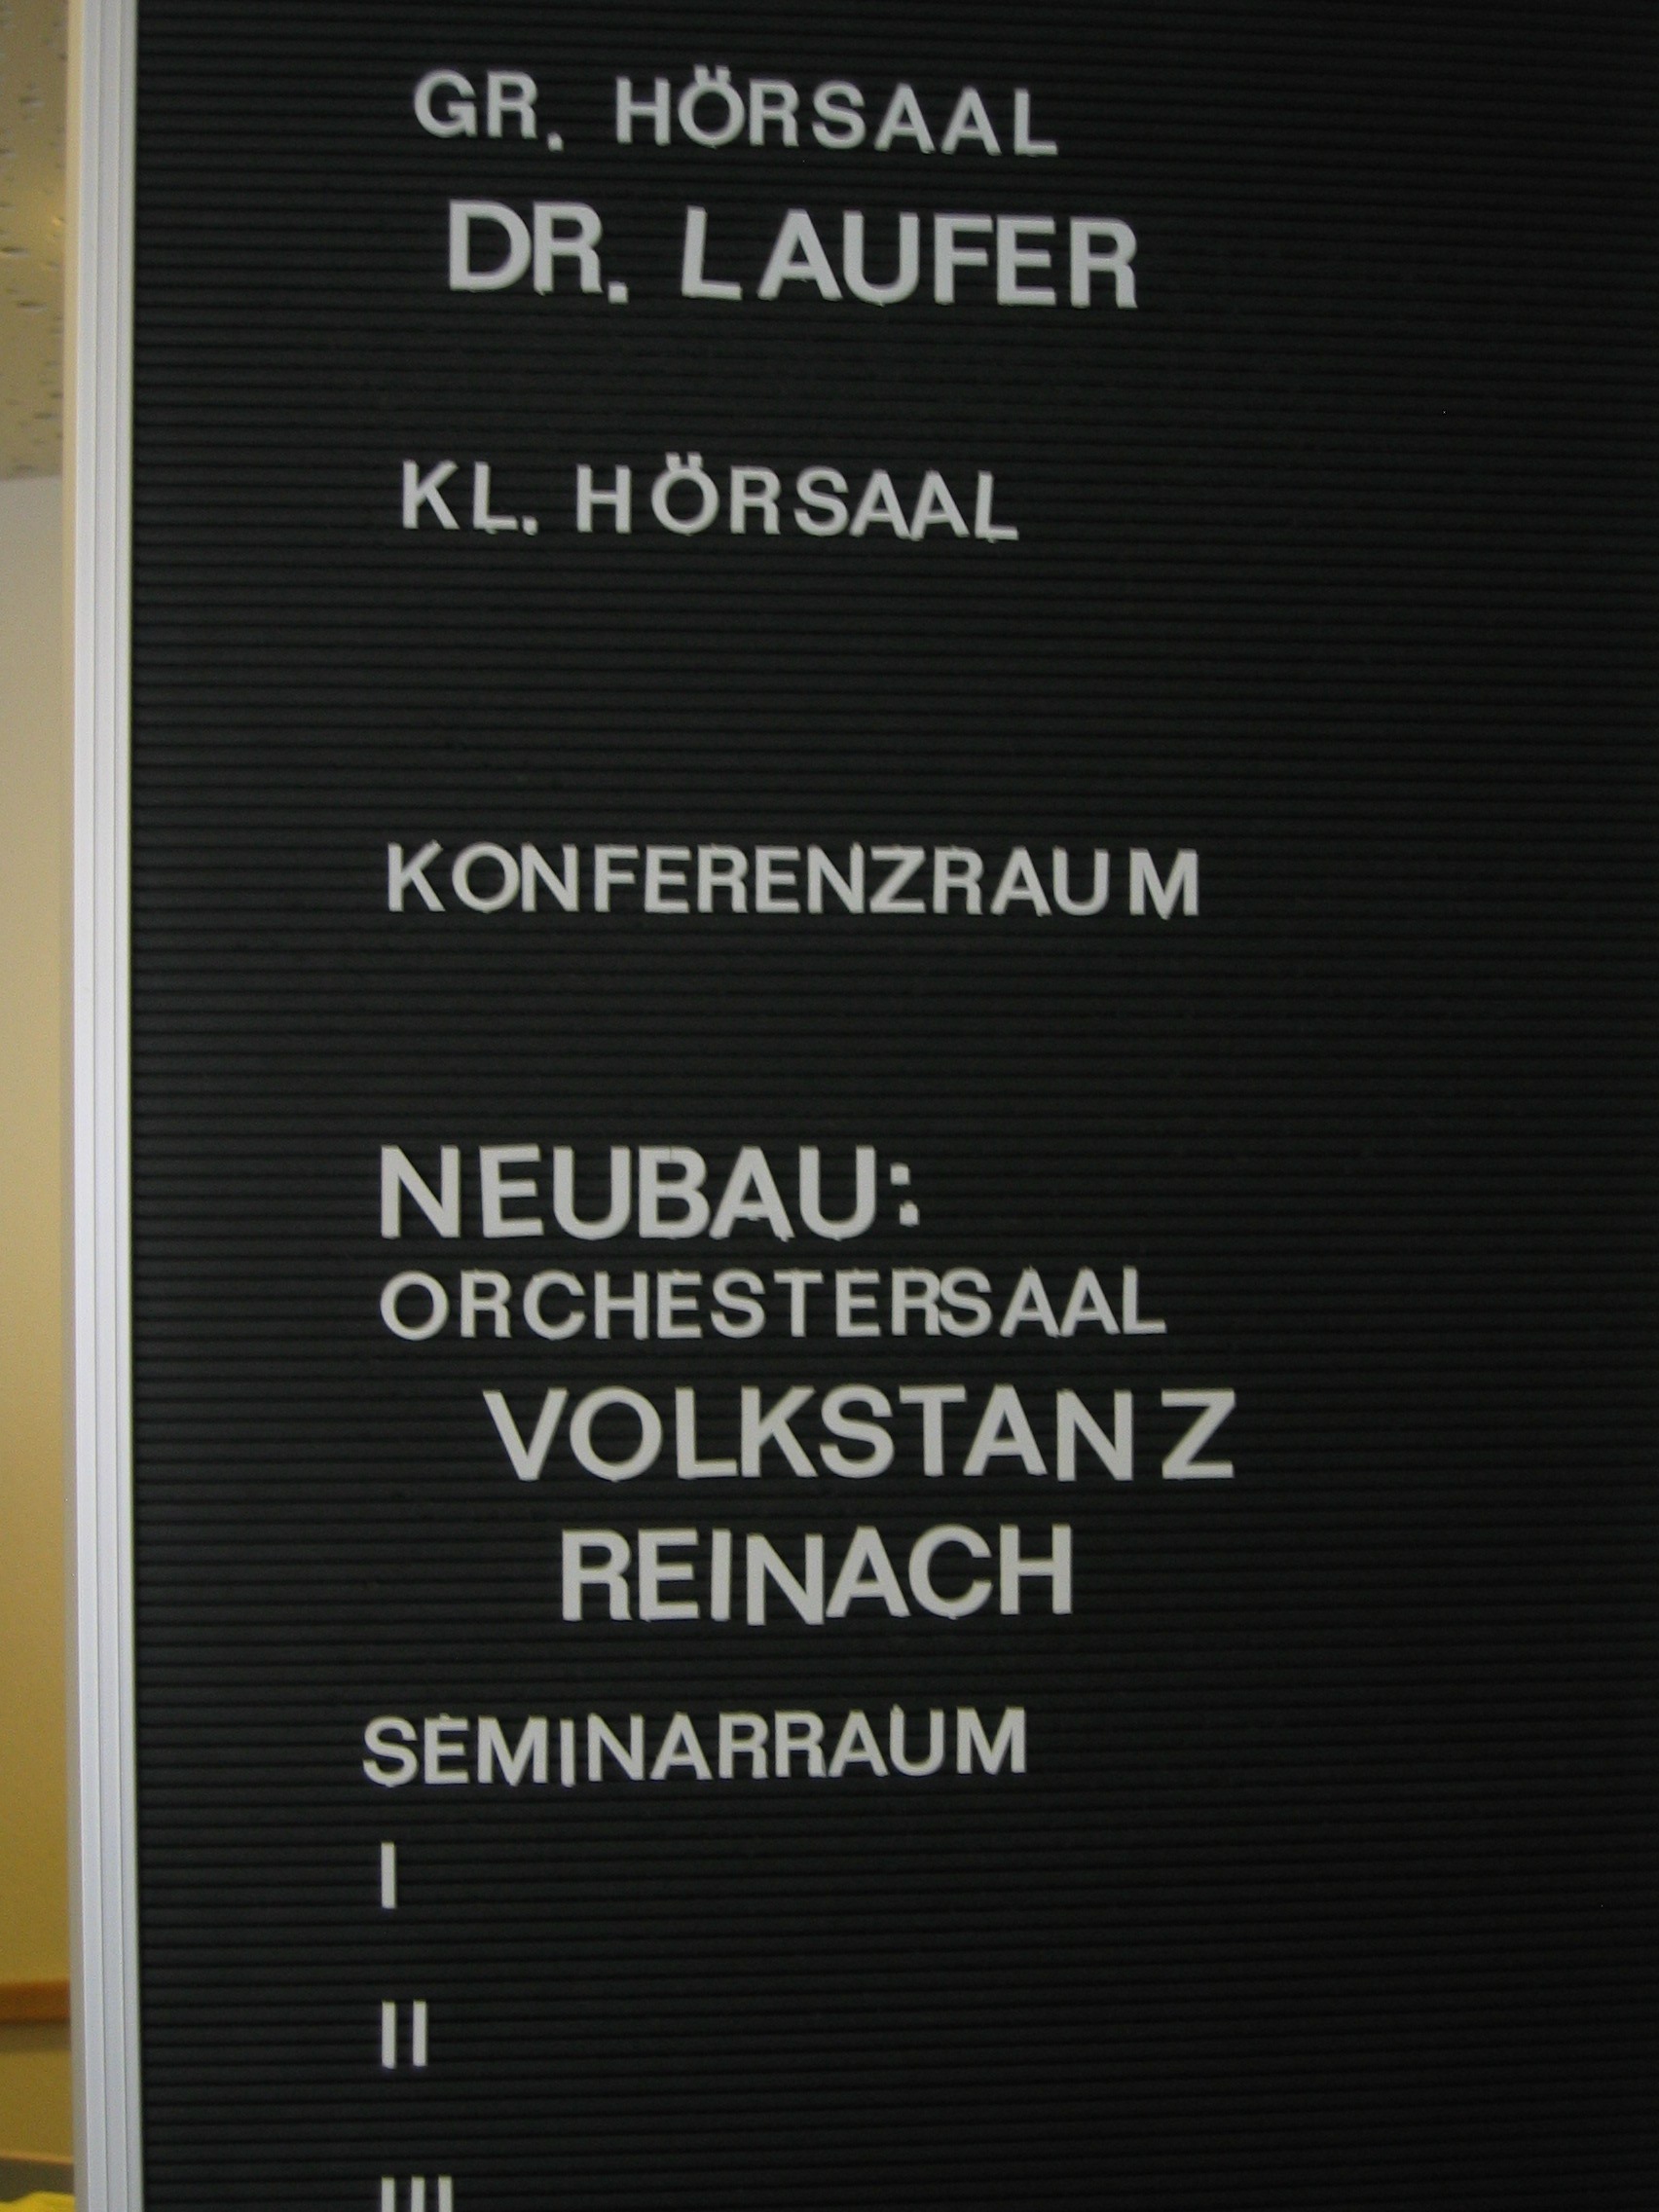 GR. HÖRSAAL
DR. LAUFER
KL. HÖRSAAL
KONFERENZRAUM
NEUBAU:
ORCHESTERSAAL
VOLKSTANZ
REINACH
SEMINARRAUM
I
II
III